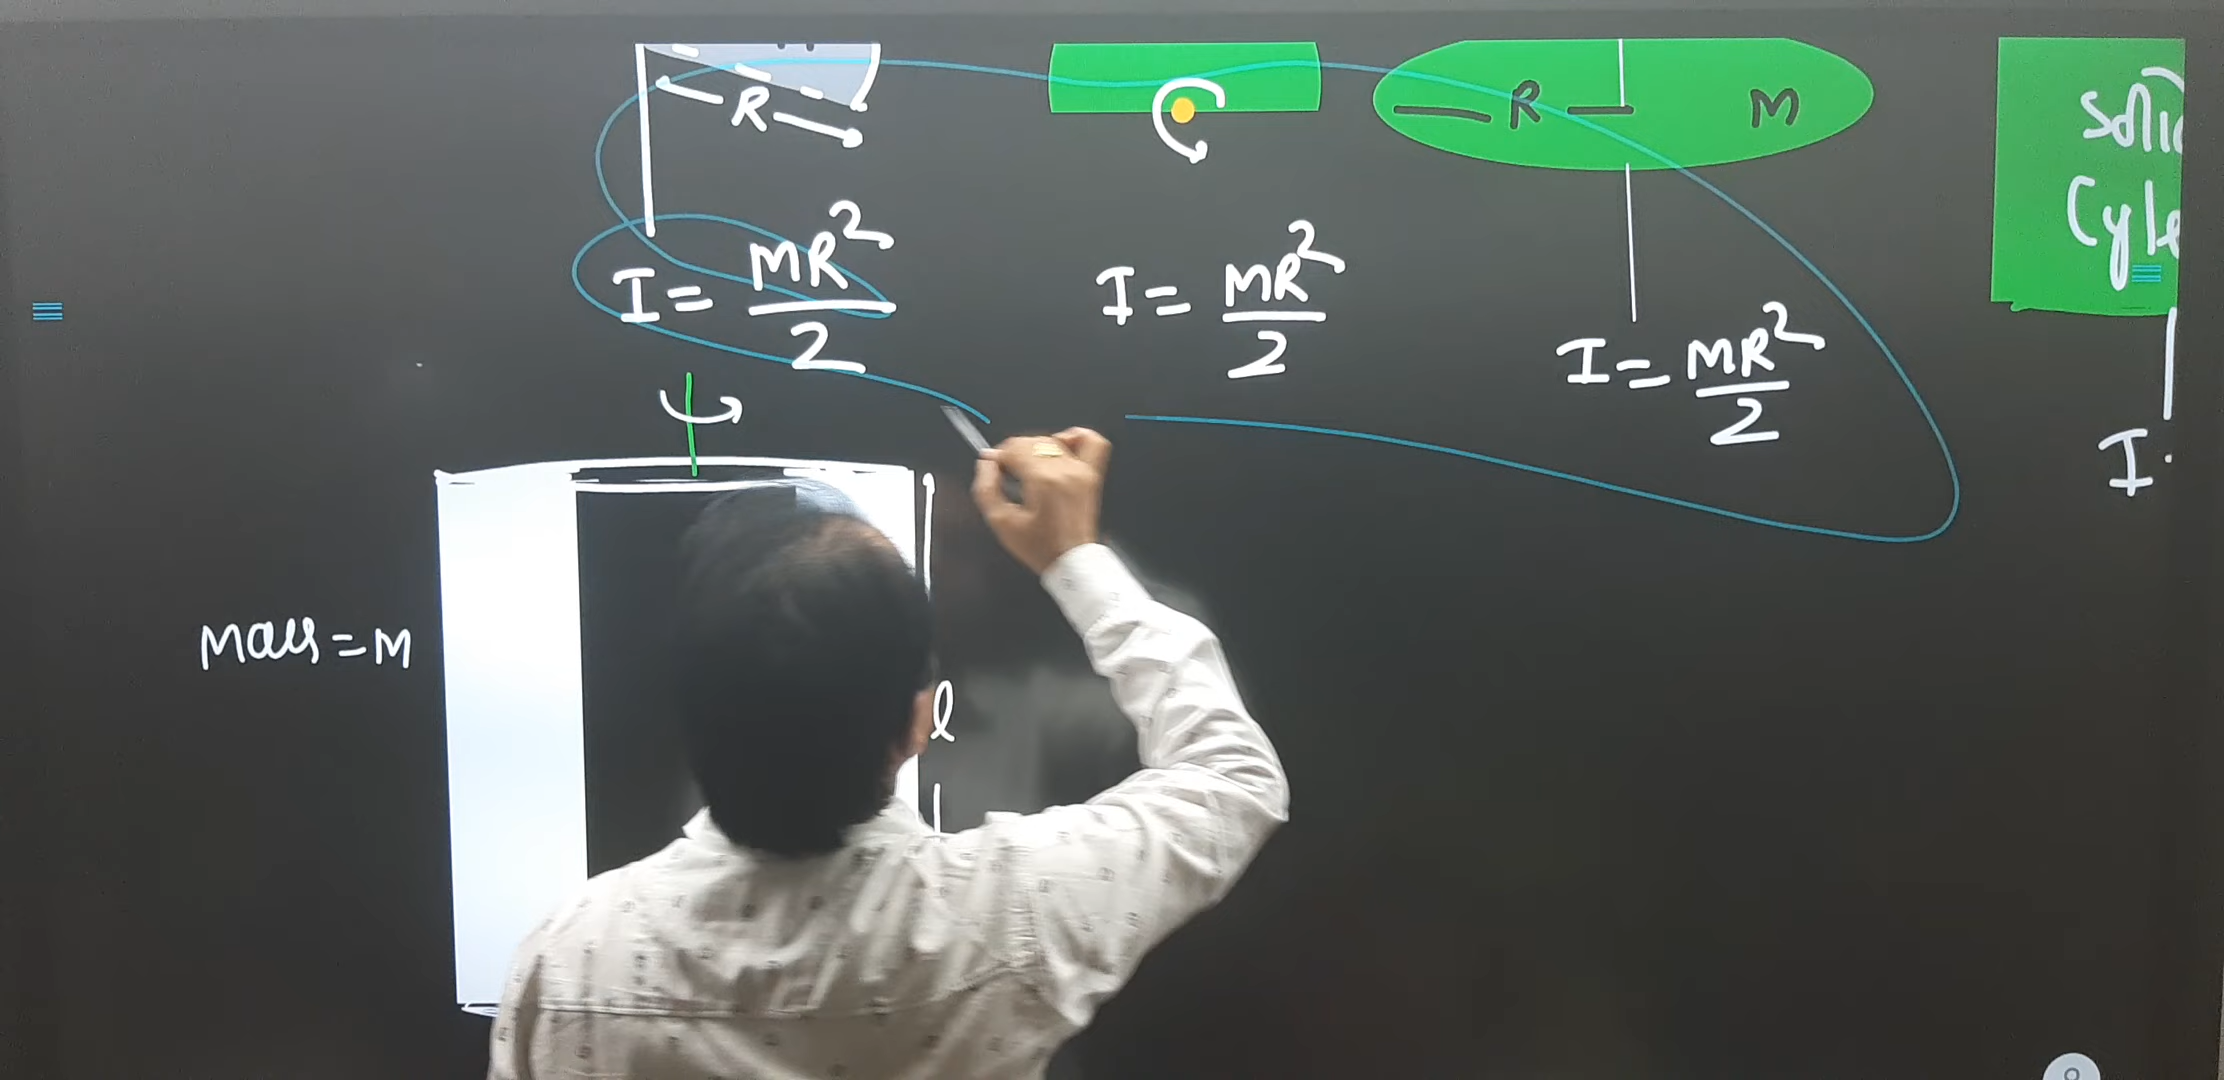 R
R M
I = MR²/2
I = MR²/2
I = MR²/2
I
Mass = M
l